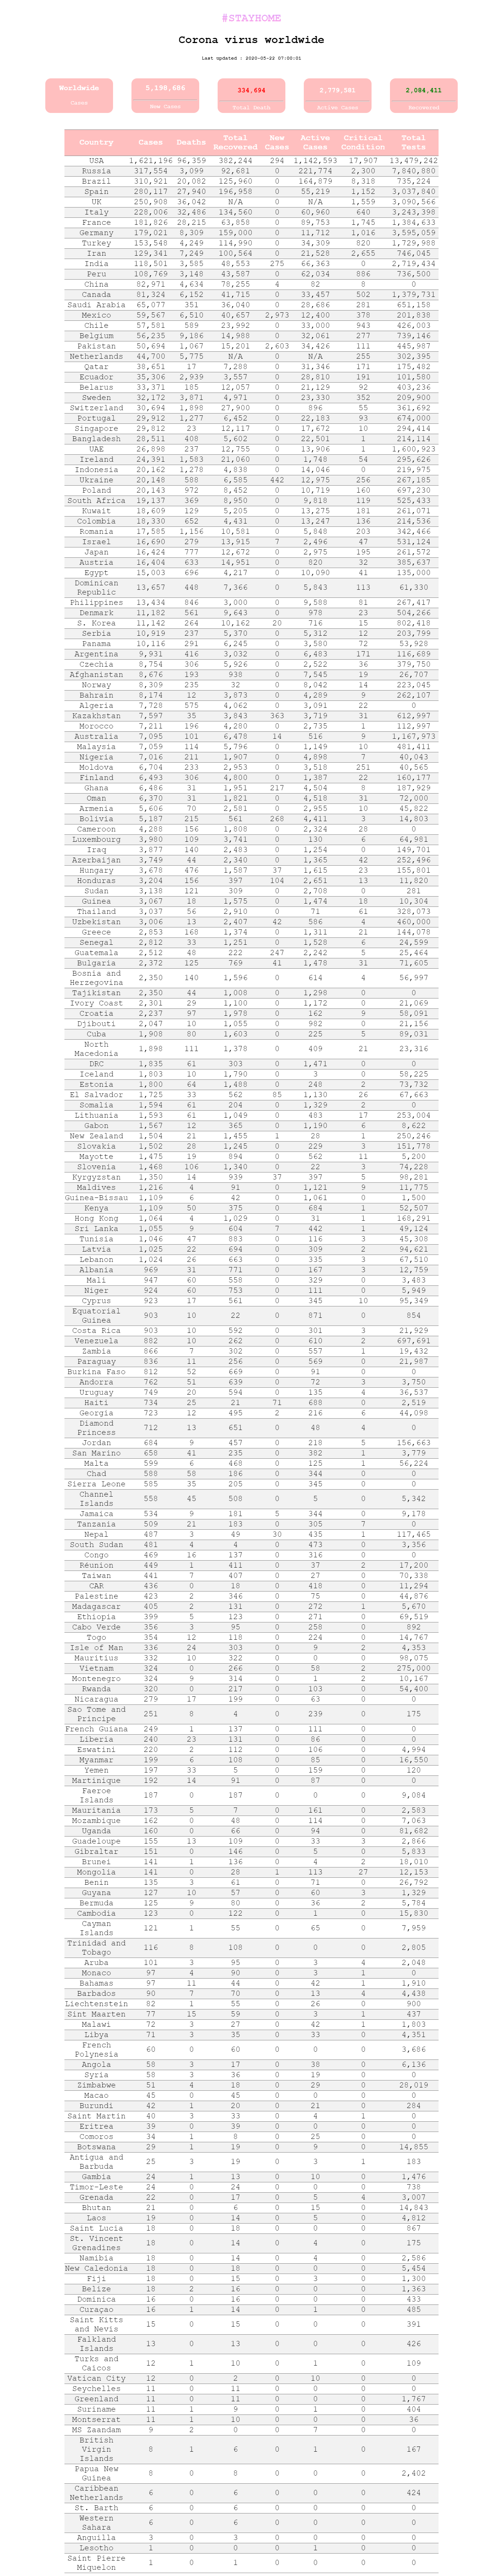 #STAYHOME
Corona virus worldwide
Last updated : 2020-05-22 07:00:01
Worldwide
Cases
5,198,686
New Count
334,694
Total Death
2,779,581
Active Cases
2,084,411
Recovered
Country Cases Deaths Total Recovered New Cases Active Cases Critical Condition Total Tests
USA 1,621,196 96,359 382,244 294 1,142,593 17,907 13,479,242
Russia 317,554 3,099 92,681 0 221,774 2,300 7,840,880
Brazil 310,921 20,082 125,960 0 164,879 8,318 735,224
Spain 280,117 27,940 196,958 0 55,219 1,152 3,037,840
UK 250,908 36,042 N/A 0 N/A 1,559 3,090,566
Italy 228,006 32,486 134,560 0 60,960 640 3,243,398
France 181,826 28,215 63,858 0 89,753 1,745 1,384,633
Germany 179,021 8,309 159,000 0 11,712 1,016 3,595,059
Turkey 153,548 4,249 114,990 0 34,309 820 1,729,988
Iran 129,341 7,249 100,564 0 21,528 2,655 746,045
India 118,501 3,585 48,553 275 66,363 0 2,719,434
Peru 108,769 3,148 43,587 0 62,034 886 736,500
China 82,971 4,634 78,255 4 82 8 0
Canada 81,324 6,152 41,715 0 33,457 502 1,379,731
Saudi Arabia 65,077 351 36,040 0 28,686 281 651,158
Mexico 59,567 6,510 40,657 2,973 12,400 378 201,838
Chile 57,581 589 23,992 0 33,000 943 426,003
Belgium 56,235 9,186 14,988 0 32,061 277 739,146
Pakistan 50,694 1,067 15,201 2,603 34,426 111 445,987
Netherlands 44,700 5,775 N/A 0 N/A 255 302,395
Qatar 38,651 17 7,288 0 31,346 171 175,482
Ecuador 35,306 2,939 3,557 0 28,810 191 101,580
Belarus 33,371 185 12,057 0 21,129 92 403,236
Sweden 32,172 3,871 4,971 0 23,330 352 209,900
Switzerland 30,694 1,898 27,900 0 896 55 361,692
Portugal 29,912 1,277 6,452 0 22,183 93 674,000
Singapore 29,812 23 12,117 0 17,672 10 294,414
Bangladesh 28,511 408 5,602 0 22,501 1 214,114
UAE 26,898 237 12,755 0 13,906 1 1,600,923
Ireland 24,391 1,583 21,060 0 1,748 54 295,626
Indonesia 20,162 1,278 4,838 0 14,046 0 219,975
Ukraine 20,148 588 6,585 442 12,975 256 267,185
Poland 20,143 972 8,452 0 10,719 160 697,230
South Africa 19,137 369 8,950 0 9,818 119 525,433
Kuwait 18,609 129 5,205 0 13,275 181 261,071
Colombia 18,330 652 4,431 0 13,247 136 214,536
Romania 17,585 1,156 10,581 0 5,848 203 342,466
Israel 16,690 279 13,915 7 2,496 47 531,124
Japan 16,424 777 12,672 0 2,975 195 261,572
Austria 16,404 633 14,951 0 820 32 385,637
Egypt 15,003 696 4,217 0 10,090 41 135,000
Dominican Republic 13,657 448 7,366 0 5,843 113 61,330
Philippines 13,434 846 3,000 0 9,588 81 267,417
Denmark 11,182 561 9,643 0 978 23 504,266
S. Korea 11,142 264 10,162 20 716 15 802,418
Serbia 10,919 237 5,370 0 5,312 12 203,799
Panama 10,116 291 6,245 0 3,580 72 53,928
Argentina 9,931 416 3,032 0 6,483 171 116,689
Czechia 8,754 306 5,926 0 2,522 36 379,750
Afghanistan 8,676 193 938 0 7,545 19 26,707
Norway 8,309 235 32 0 8,042 14 223,045
Bahrain 8,174 12 3,873 0 4,289 9 262,107
Algeria 7,728 575 4,062 0 3,091 22 0
Kazakhstan 7,597 35 3,843 363 3,719 31 612,997
Morocco 7,211 196 4,280 0 2,735 1 112,997
Australia 7,095 101 6,478 14 516 9 1,167,973
Malaysia 7,059 114 5,796 0 1,149 10 481,411
Nigeria 7,016 211 1,907 0 4,898 7 40,043
Moldova 6,704 233 2,953 0 3,518 251 40,565
Finland 6,493 306 4,800 0 1,387 22 160,177
Ghana 6,486 31 1,951 217 4,504 8 187,929
Oman 6,370 31 1,821 0 4,518 31 72,000
Armenia 5,606 70 2,581 0 2,955 10 45,822
Bolivia 5,187 215 561 268 4,411 3 14,803
Cameroon 4,288 156 1,808 0 2,324 28 0
Luxembourg 3,980 109 3,741 0 130 6 64,981
Iraq 3,877 140 2,483 0 1,254 0 149,701
Azerbaijan 3,749 44 2,340 0 1,365 42 252,496
Hungary 3,678 476 1,587 37 1,615 23 155,801
Honduras 3,204 156 397 104 2,651 13 11,820
Sudan 3,138 121 309 0 2,708 0 281
Guinea 3,067 18 1,575 0 1,474 18 10,304
Thailand 3,037 56 2,910 0 71 61 328,073
Uzbekistan 3,006 13 2,407 42 586 4 460,000
Greece 2,853 168 1,374 0 1,311 21 144,078
Senegal 2,812 33 1,251 0 1,528 6 24,599
Guatemala 2,512 48 222 247 2,242 5 25,464
Bulgaria 2,372 125 769 41 1,478 31 71,605
Bosnia and Herzegovina 2,350 140 1,596 0 614 4 56,997
Tajikistan 2,350 44 1,008 0 1,298 0 0
Ivory Coast 2,301 29 1,100 0 1,172 0 21,069
Croatia 2,237 97 1,978 0 162 9 58,091
Djibouti 2,047 10 1,055 0 982 0 21,156
Cuba 1,908 80 1,603 0 225 5 89,031
North Macedonia 1,898 111 1,378 0 409 21 23,316
DRC 1,835 61 303 0 1,471 0 0
Iceland 1,803 10 1,790 0 3 0 58,225
Estonia 1,800 64 1,488 0 248 2 73,732
El Salvador 1,725 33 562 85 1,130 26 67,663
Somalia 1,594 61 204 0 1,329 2 0
Lithuania 1,593 61 1,049 0 483 17 253,004
Gabon 1,567 12 365 0 1,190 6 8,622
New Zealand 1,504 21 1,455 1 28 1 250,246
Slovakia 1,502 28 1,245 0 229 3 151,778
Mayotte 1,475 19 894 0 562 11 5,200
Slovenia 1,468 106 1,340 0 22 3 74,228
Kyrgyzstan 1,350 14 939 37 397 5 98,281
Maldives 1,216 4 91 0 1,121 9 11,775
Guinea-Bissau 1,109 6 42 0 1,061 0 1,500
Kenya 1,109 50 375 0 684 1 52,507
Hong Kong 1,064 4 1,029 0 31 1 168,291
Sri Lanka 1,055 9 604 7 442 1 49,124
Tunisia 1,046 47 883 0 116 3 45,308
Latvia 1,025 22 694 0 309 2 94,621
Lebanon 1,024 26 663 0 335 3 67,510
Albania 969 31 771 0 167 3 12,759
Mali 947 60 558 0 329 0 3,483
Niger 924 60 753 0 111 0 5,949
Cyprus 923 17 561 0 345 10 95,349
Equatorial Guinea 903 10 22 0 871 0 854
Costa Rica 903 10 592 0 301 3 21,929
Venezuela 882 10 262 0 610 2 697,691
Zambia 866 7 302 0 557 1 19,432
Paraguay 836 11 256 0 569 0 21,987
Burkina Faso 812 52 669 0 91 0 0
Andorra 762 51 639 0 72 3 3,750
Uruguay 749 20 594 0 135 4 36,537
Haiti 734 25 21 71 688 0 2,519
Georgia 723 12 495 2 216 6 44,098
Diamond Princess 712 13 651 0 48 4 0
Jordan 684 9 457 0 218 5 156,663
San Marino 658 41 235 0 382 1 3,779
Malta 599 6 468 0 125 1 56,224
Chad 588 58 186 0 344 0 0
Sierra Leone 585 35 205 0 345 0 0
Channel Islands 558 45 508 0 5 0 5,342
Jamaica 534 9 181 5 344 0 9,178
Tanzania 509 21 183 0 305 7 0
Nepal 487 3 49 30 435 1 117,465
South Sudan 481 4 4 0 473 0 3,356
Congo 469 16 137 0 316 0 0
Réunion 449 1 411 0 37 2 17,200
Taiwan 441 7 407 0 27 0 70,338
CAR 436 0 18 0 418 0 11,294
Palestine 423 2 346 0 75 0 44,876
Madagascar 405 2 131 0 272 1 5,670
Ethiopia 399 5 123 0 271 0 69,519
Cabo Verde 356 3 95 0 258 0 892
Togo 354 12 118 0 224 0 14,767
Isle of Man 336 24 303 0 9 2 4,353
Mauritius 332 10 322 0 0 0 98,075
Vietnam 324 0 266 0 58 2 275,000
Montenegro 324 9 314 0 1 2 10,167
Rwanda 320 0 217 0 103 0 54,400
Nicaragua 279 17 199 0 63 0 0
Sao Tome and Principe 251 8 4 0 239 0 175
French Guiana 249 1 137 0 111 0 0
Liberia 240 23 131 0 86 0 0
Eswatini 220 2 112 0 106 0 4,994
Myanmar 199 6 108 0 85 0 16,550
Yemen 197 33 5 0 159 0 120
Martinique 192 14 91 0 87 0 0
Faeroe Islands 187 0 187 0 0 0 9,084
Mauritania 173 5 7 0 161 0 2,583
Mozambique 162 0 48 0 114 0 7,063
Uganda 160 0 66 0 94 0 81,682
Guadeloupe 155 13 109 0 33 3 2,866
Gibraltar 151 0 146 0 5 0 5,833
Brunei 141 1 136 0 4 2 18,010
Mongolia 141 0 28 1 113 27 12,153
Benin 135 3 61 0 71 0 26,792
Guyana 127 10 57 0 60 3 1,329
Bermuda 125 9 80 0 36 2 5,784
Cambodia 123 0 122 0 1 0 15,830
Cayman Islands 121 1 55 0 65 0 7,959
Trinidad and Tobago 116 8 108 0 0 0 2,805
Aruba 101 3 95 0 3 4 2,048
Monaco 97 4 90 0 3 1 0
Bahamas 97 11 44 0 42 1 1,910
Barbados 90 7 70 0 13 4 4,438
Liechtenstein 82 1 55 0 26 0 900
Sint Maarten 77 15 59 0 3 1 437
Malawi 72 3 27 0 42 1 1,803
Libya 71 3 35 0 33 0 4,351
French Polynesia 60 0 60 0 0 0 3,686
Angola 58 3 17 0 38 0 6,136
Syria 58 3 36 0 19 0 0
Zimbabwe 51 4 18 0 29 0 28,019
Macao 45 0 45 0 0 0 0
Burundi 42 1 20 0 21 0 284
Saint Martin 40 3 33 0 4 1 0
Eritrea 39 0 39 0 0 0 0
Comoros 34 1 8 0 25 0 0
Botswana 29 1 19 0 9 0 14,855
Antigua and Barbuda 25 3 19 0 3 1 183
Gambia 24 1 13 0 10 0 1,476
Timor-Leste 24 0 24 0 0 0 738
Grenada 22 0 17 0 5 4 3,007
Bhutan 21 0 6 0 15 0 14,843
Laos 19 0 14 0 5 0 4,812
Saint Lucia 18 0 18 0 0 0 867
St. Vincent Grenadines 18 0 14 0 4 0 175
Namibia 18 0 14 0 4 0 2,586
New Caledonia 18 0 18 0 0 0 5,454
Fiji 18 0 15 0 3 0 1,300
Belize 18 2 16 0 0 0 1,363
Dominica 16 0 16 0 0 0 433
Curaçao 16 1 14 0 1 0 485
Saint Kitts and Nevis 15 0 15 0 0 0 391
Falkland Islands 13 0 13 0 0 0 426
Turks and Caicos 12 1 10 0 1 0 109
Vatican City 12 0 2 0 10 0 0
Seychelles 11 0 11 0 0 0 0
Greenland 11 0 11 0 0 0 1,767
Suriname 11 1 9 0 1 0 404
Montserrat 11 1 10 0 0 0 36
MS Zaandam 9 2 0 0 7 0 0
British Virgin Islands 8 1 6 0 1 0 167
Papua New Guinea 8 0 8 0 0 0 2,402
Caribbean Netherlands 6 0 6 0 0 0 424
St. Barth 6 0 6 0 0 0 0
Western Sahara 6 0 6 0 0 0 0
Anguilla 3 0 3 0 0 0 0
Lesotho 1 0 0 0 1 0 0
Saint Pierre Miquelon 1 0 1 0 0 0 0